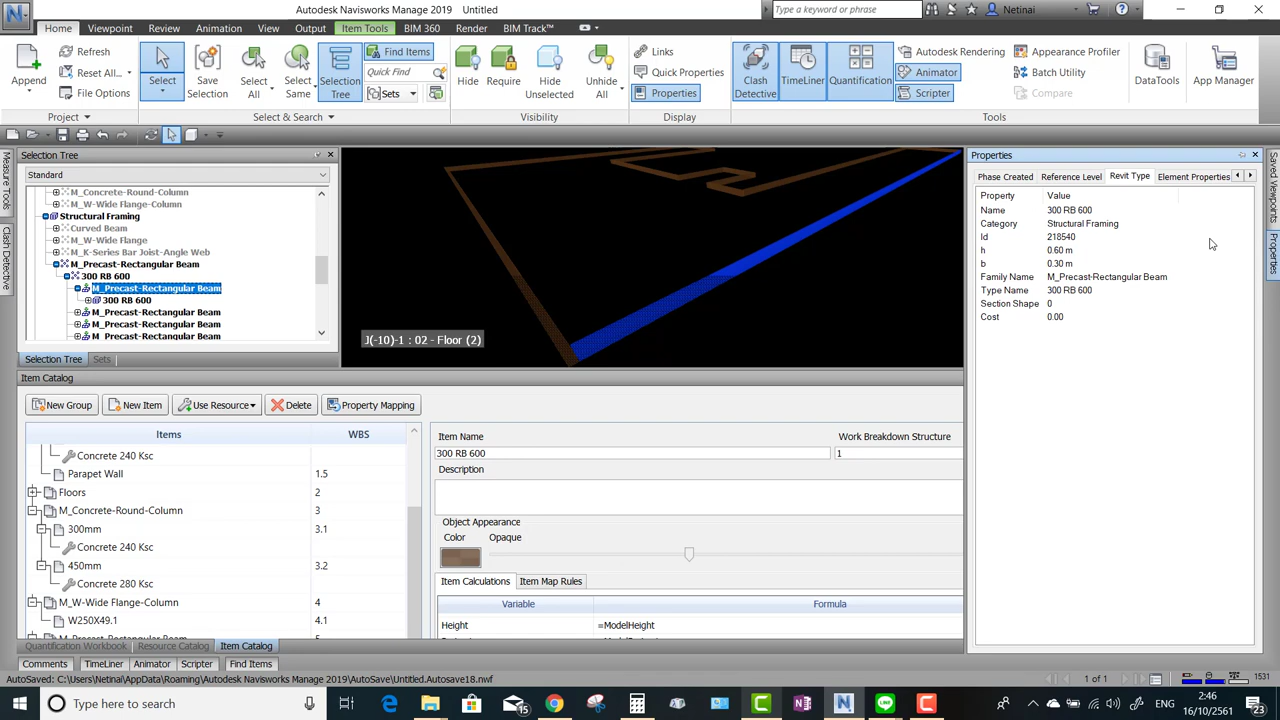 Autodesk Navisworks Manage 2019 Untitled
Type a keyword or phrase
Netinai
N
Home Viewpoint Review Animation View Output Item Tools BIM 360 Render BIM Track™
Append
Refresh
Reset All...
File Options
Project
Select
Save Selection
Select All
Select Same
Selection Tree
Find Items
Quick Find
Sets
Select & Search
Hide
Require
Hide Unselected
Unhide All
Visibility
Links
Quick Properties
Properties
Display
Clash Detective
TimeLiner
Quantification
Autodesk Rendering
Animator
Scripter
Appearance Profiler
Batch Utility
Compare
Tools
DataTools
App Manager
Measure Tools
Clash Detective
Selection Tree
Standard
M_Concrete-Round-Column
M_W-Wide Flange-Column
Structural Framing
Curved Beam
M_W-Wide Flange
M_K-Series Bar Joist-Angle Web
M_Precast-Rectangular Beam
300 RB 600
M_Precast-Rectangular Beam
300 RB 600
M_Precast-Rectangular Beam
M_Precast-Rectangular Beam
M_Precast-Rectangular Beam
Selection Tree Sets
J(-10)-1 : 02 - Floor (2)
Properties
Phase Created Reference Level Revit Type Element Properties
Property Value
Name 300 RB 600
Category Structural Framing
Id 218540
h 0.60 m
b 0.30 m
Family Name M_Precast-Rectangular Beam
Type Name 300 RB 600
Section Shape 0
Cost 0.00
Saved Viewpoints
Properties
Item Catalog
New Group New Item Use Resource Delete Property Mapping
Items WBS
Concrete 240 Ksc
Parapet Wall 1.5
Floors 2
M_Concrete-Round-Column 3
300mm 3.1
Concrete 240 Ksc
450mm 3.2
Concrete 280 Ksc
M_W-Wide Flange-Column 4
W250X49.1 4.1
M_Precast-Rectangular Beam 5
Item Name Work Breakdown Structure
300 RB 600 1
Description
Object Appearance
Color Opaque
Item Calculations Item Map Rules
Variable Formula
Height =ModelHeight
Quantification Workbook Resource Catalog Item Catalog
Comments TimeLiner Animator Scripter Find Items
AutoSaved: C:\Users\Netinai\AppData\Roaming\Autodesk Navisworks Manage 2019\AutoSave\Untitled.Autosave18.nwf
1 of 1
1531
Type here to search
15
ENG
2:46
16/10/2561